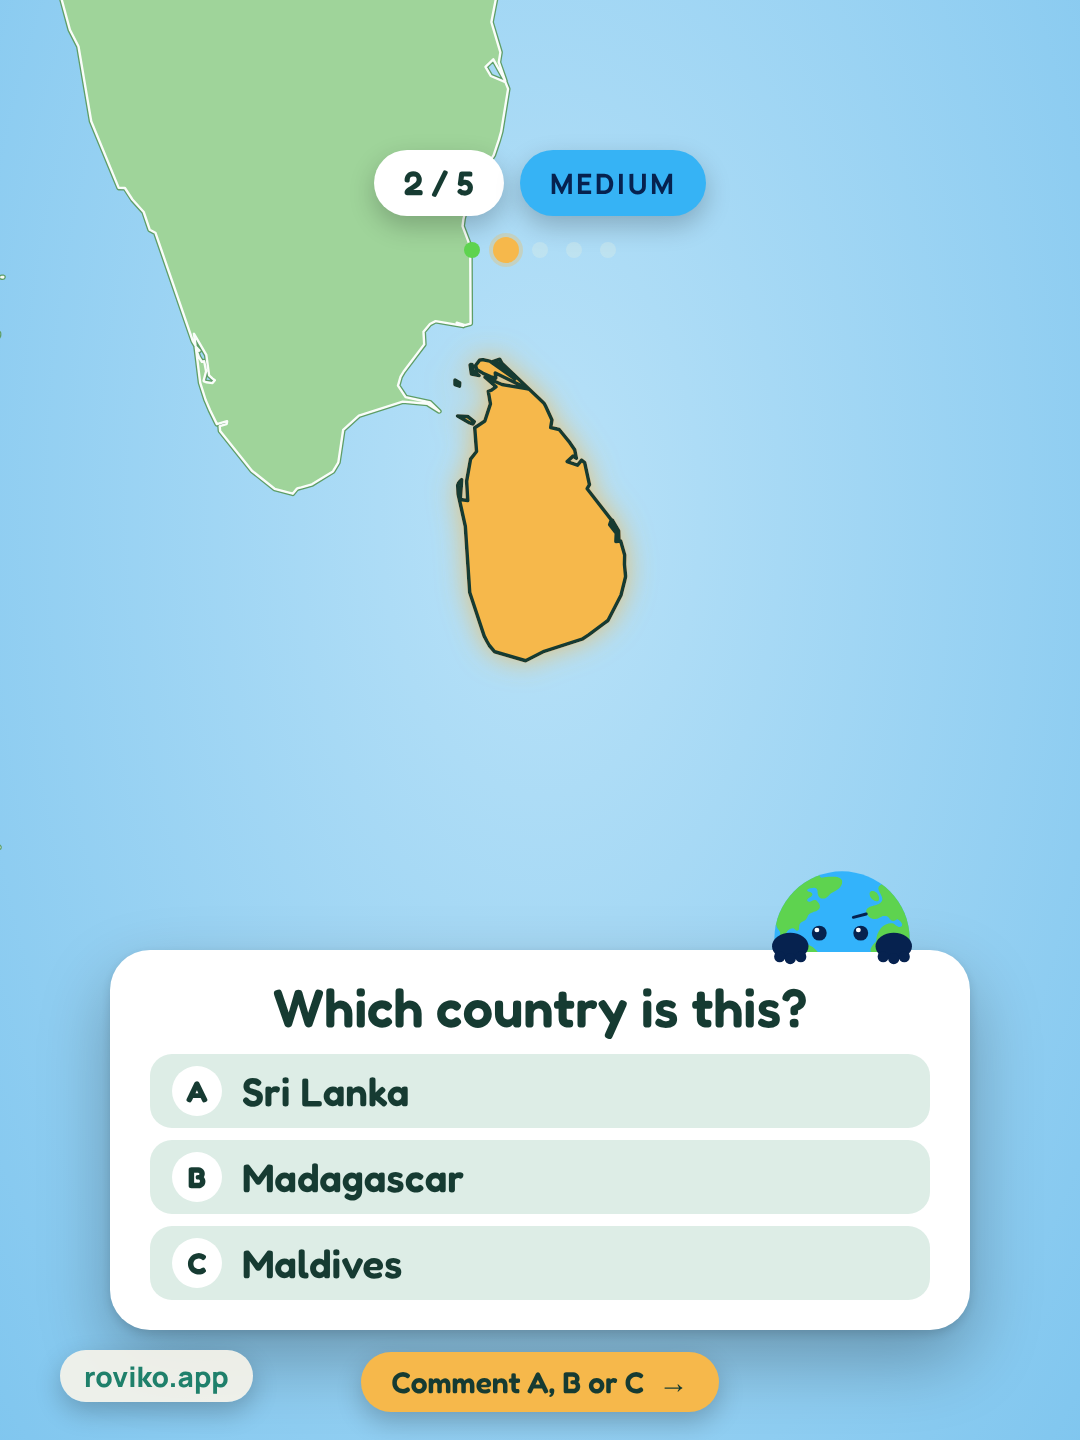 2 / 5
MEDIUM
Which country is this?
A Sri Lanka
B Madagascar
C Maldives
roviko.app
Comment A, B or C →